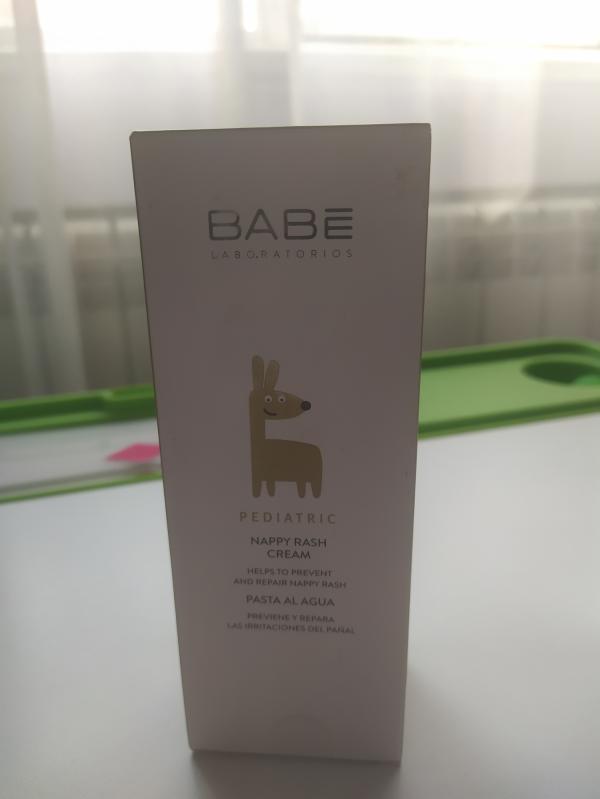 BABĒ
LABORATORIOS
PEDIATRIC
NAPPY RASH
CREAM
HELPS TO PREVENT
AND REPAIR NAPPY RASH
PASTA AL AGUA
PREVIENE Y REPARA
LAS IRRITACIONES DEL PAÑAL